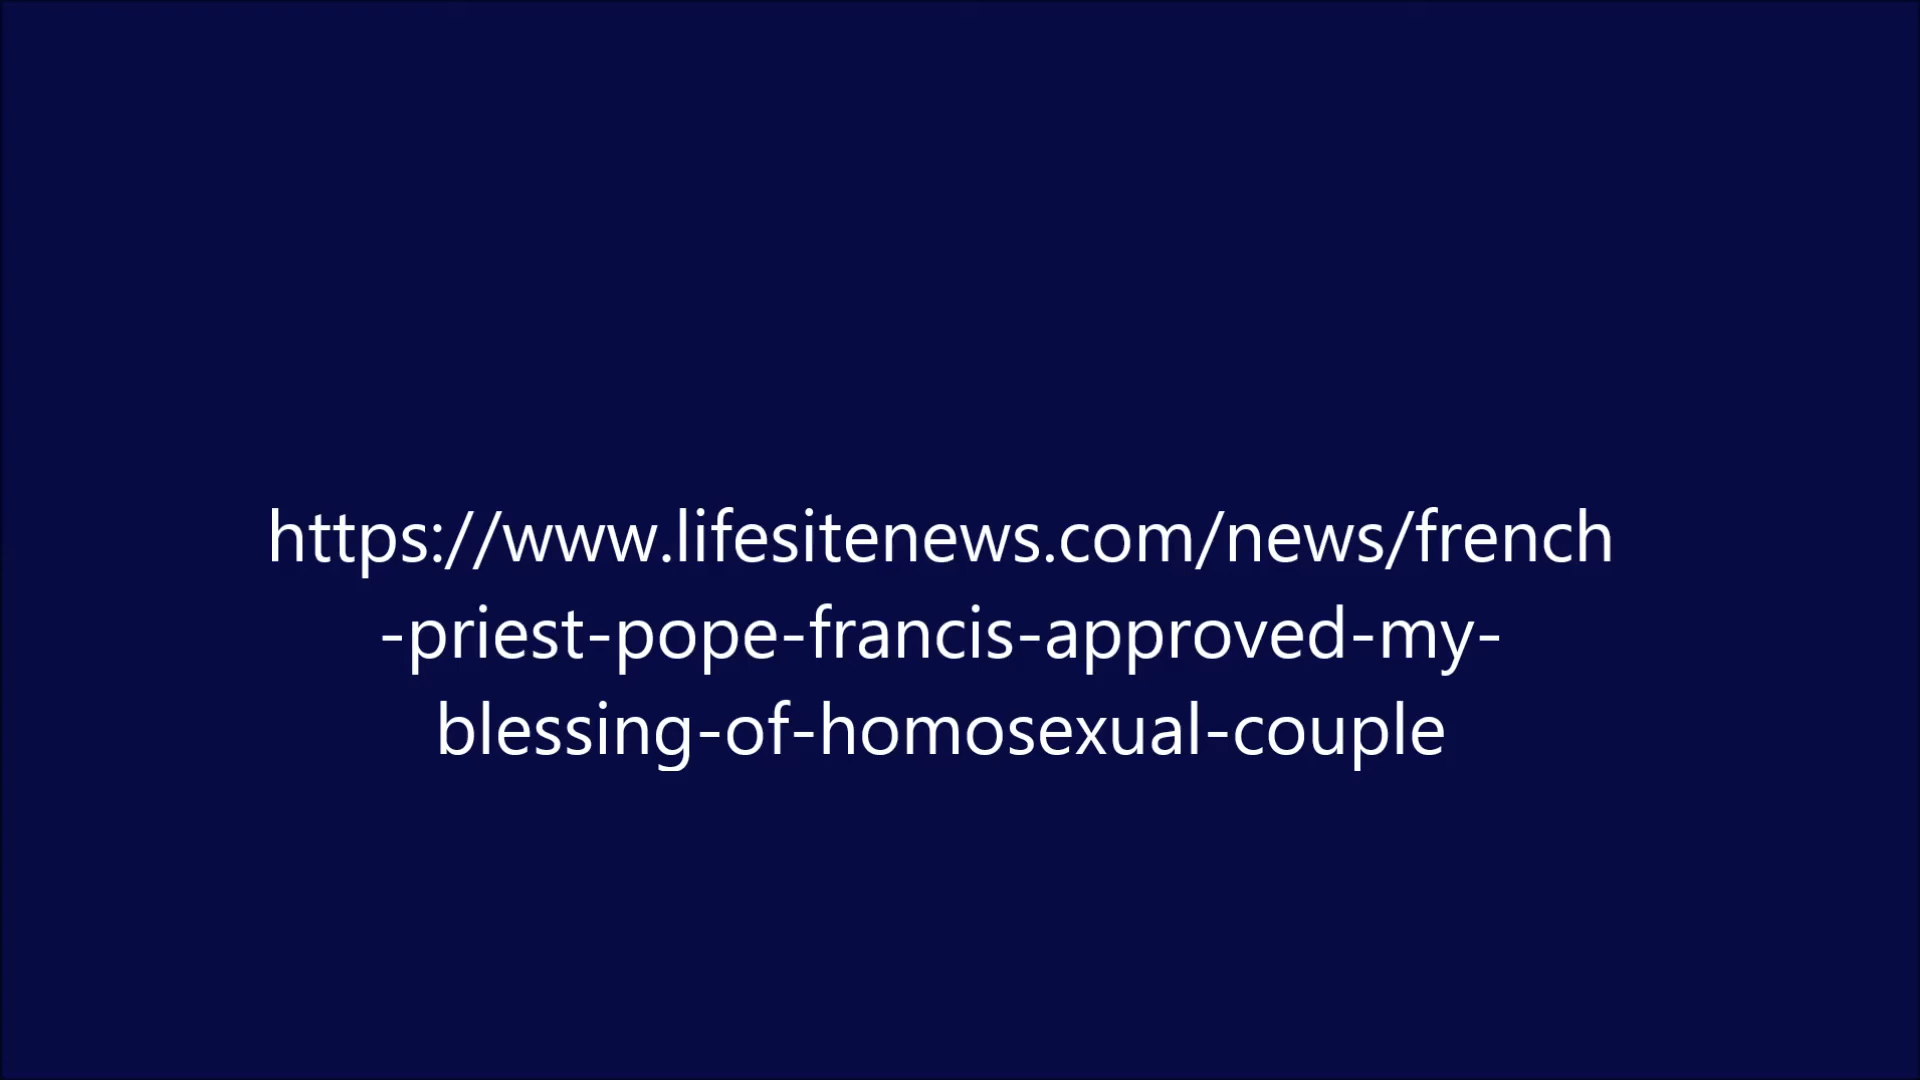 https://www.lifesitenews.com/news/french
-priest-pope-francis-approved-my-
blessing-of-homosexual-couple